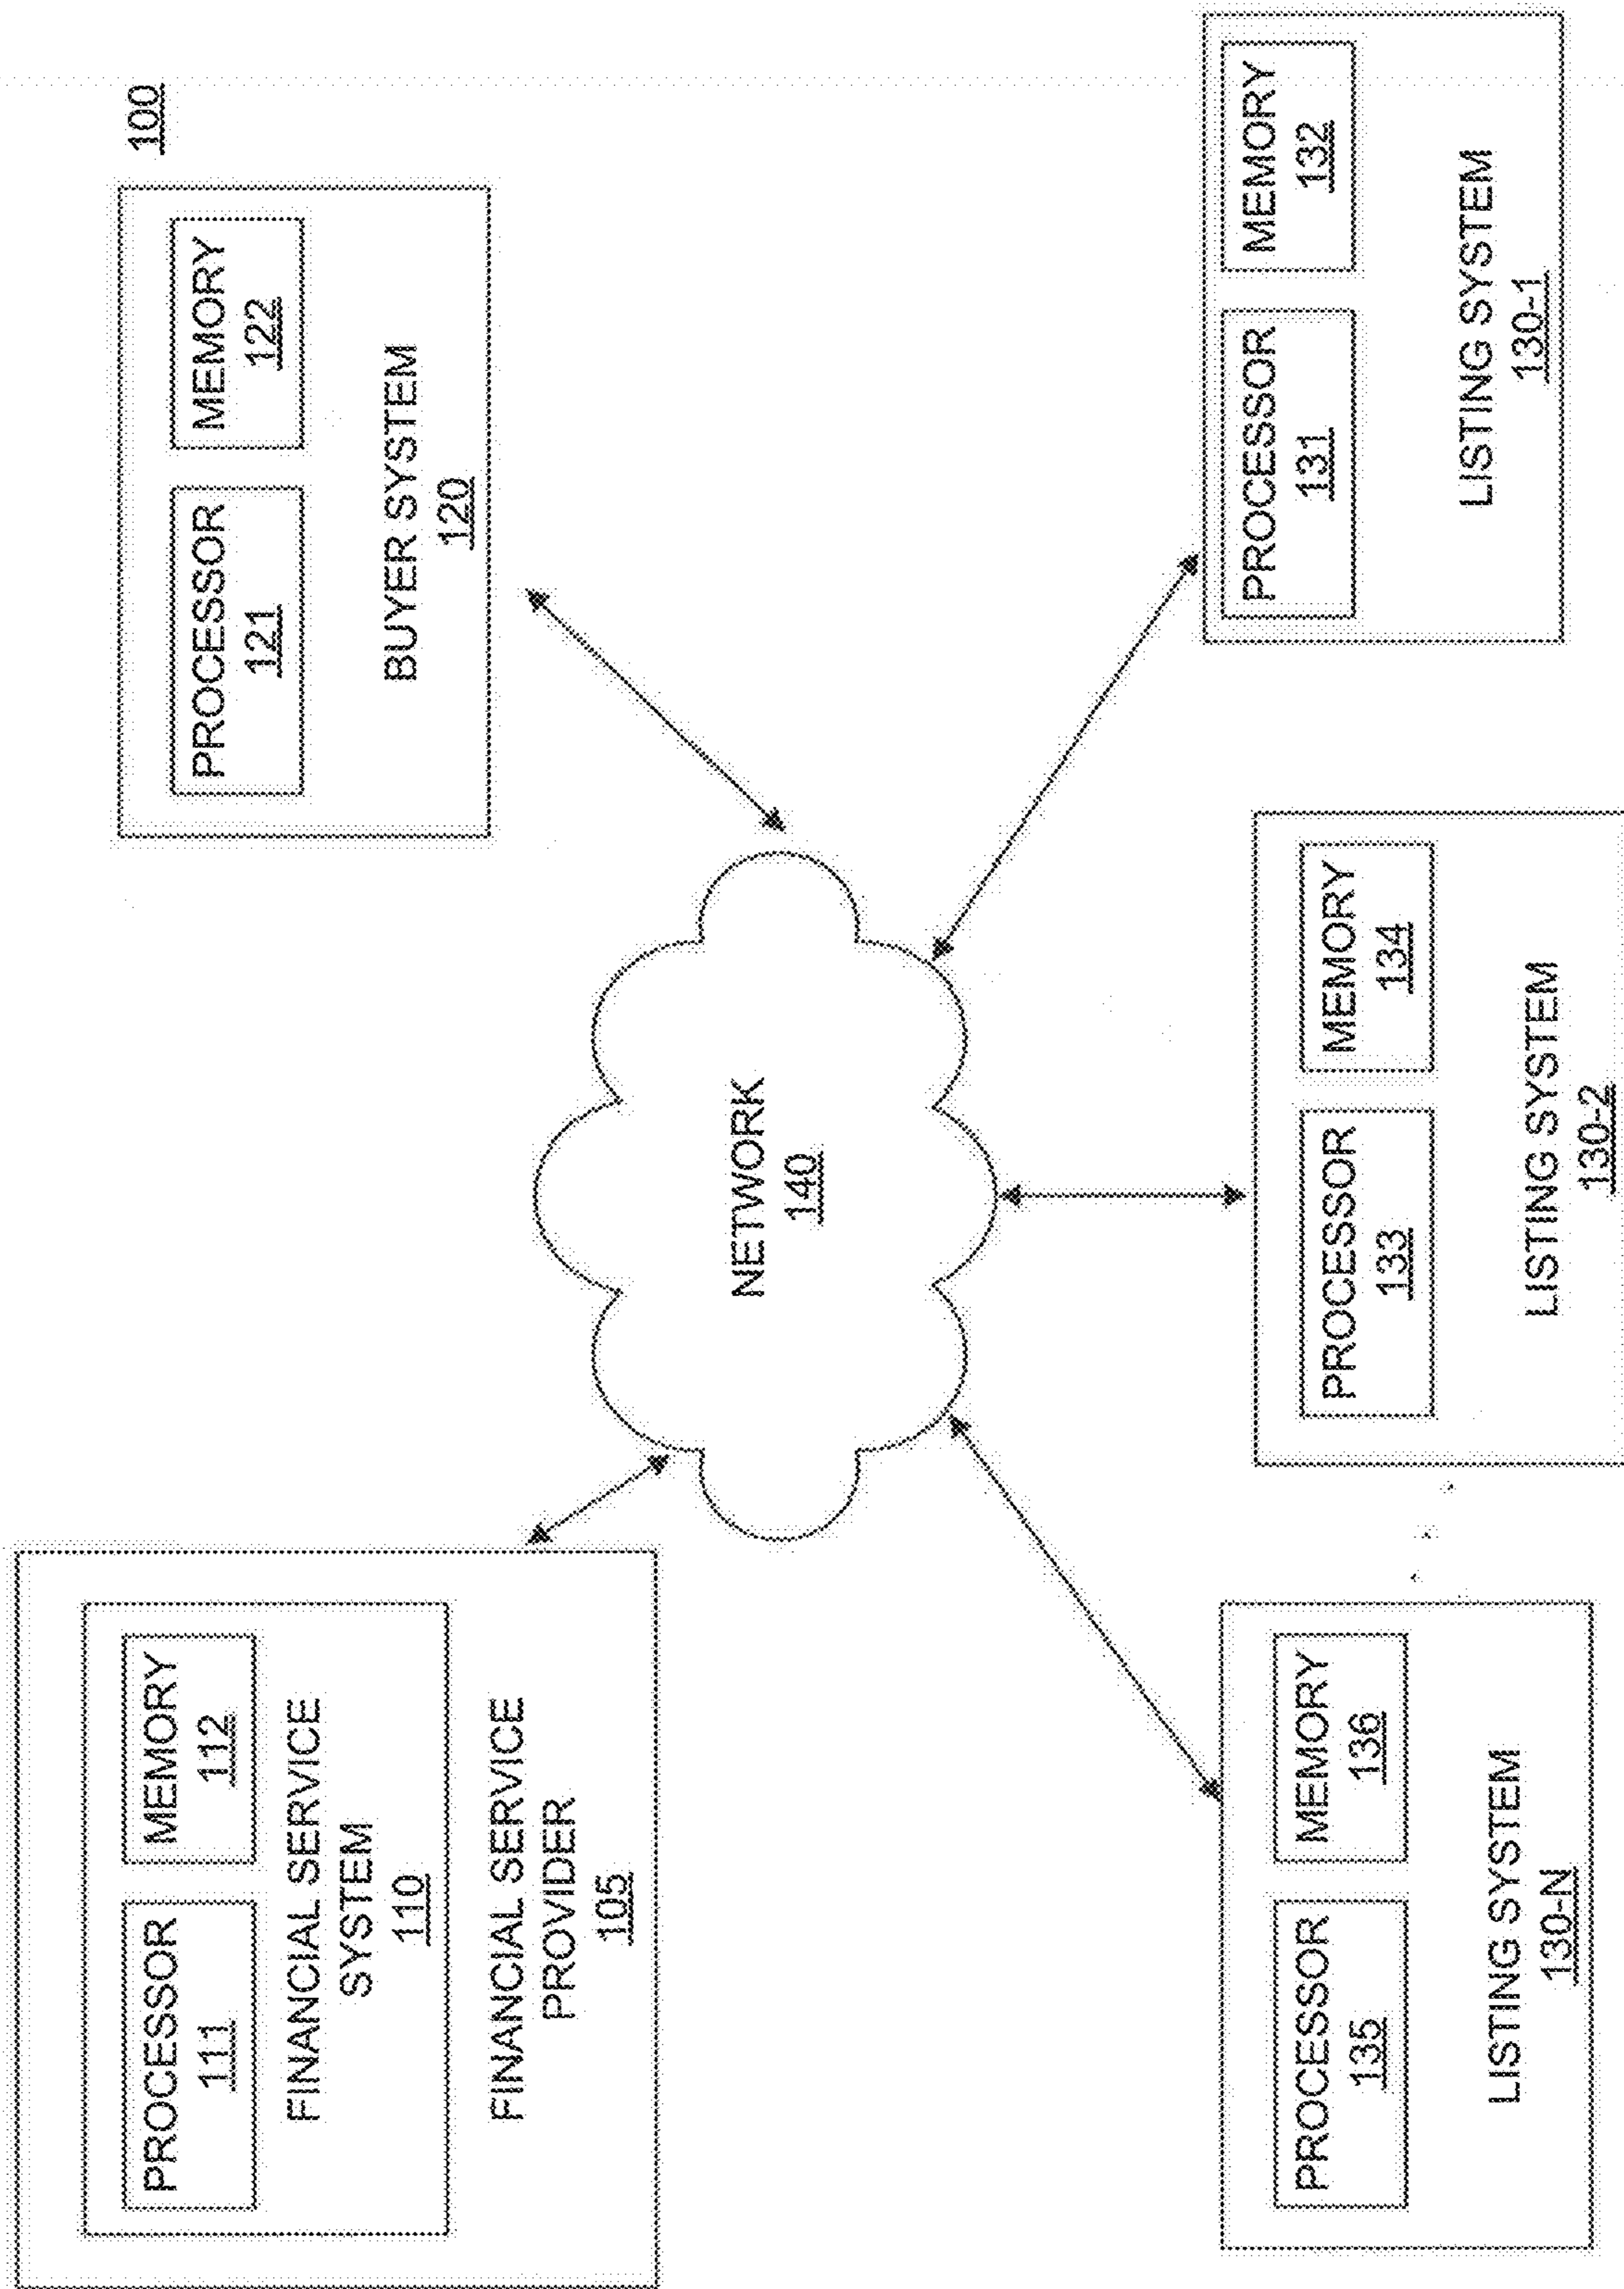 100
PROCESSOR
111
MEMORY
112
FINANCIAL SERVICE
SYSTEM
110
FINANCIAL SERVICE
PROVIDER
105
PROCESSOR
121
MEMORY
122
BUYER SYSTEM
120
NETWORK
140
PROCESSOR
135
MEMORY
136
LISTING SYSTEM
130-N
PROCESSOR
133
MEMORY
134
LISTING SYSTEM
130-2
PROCESSOR
131
MEMORY
132
LISTING SYSTEM
130-1